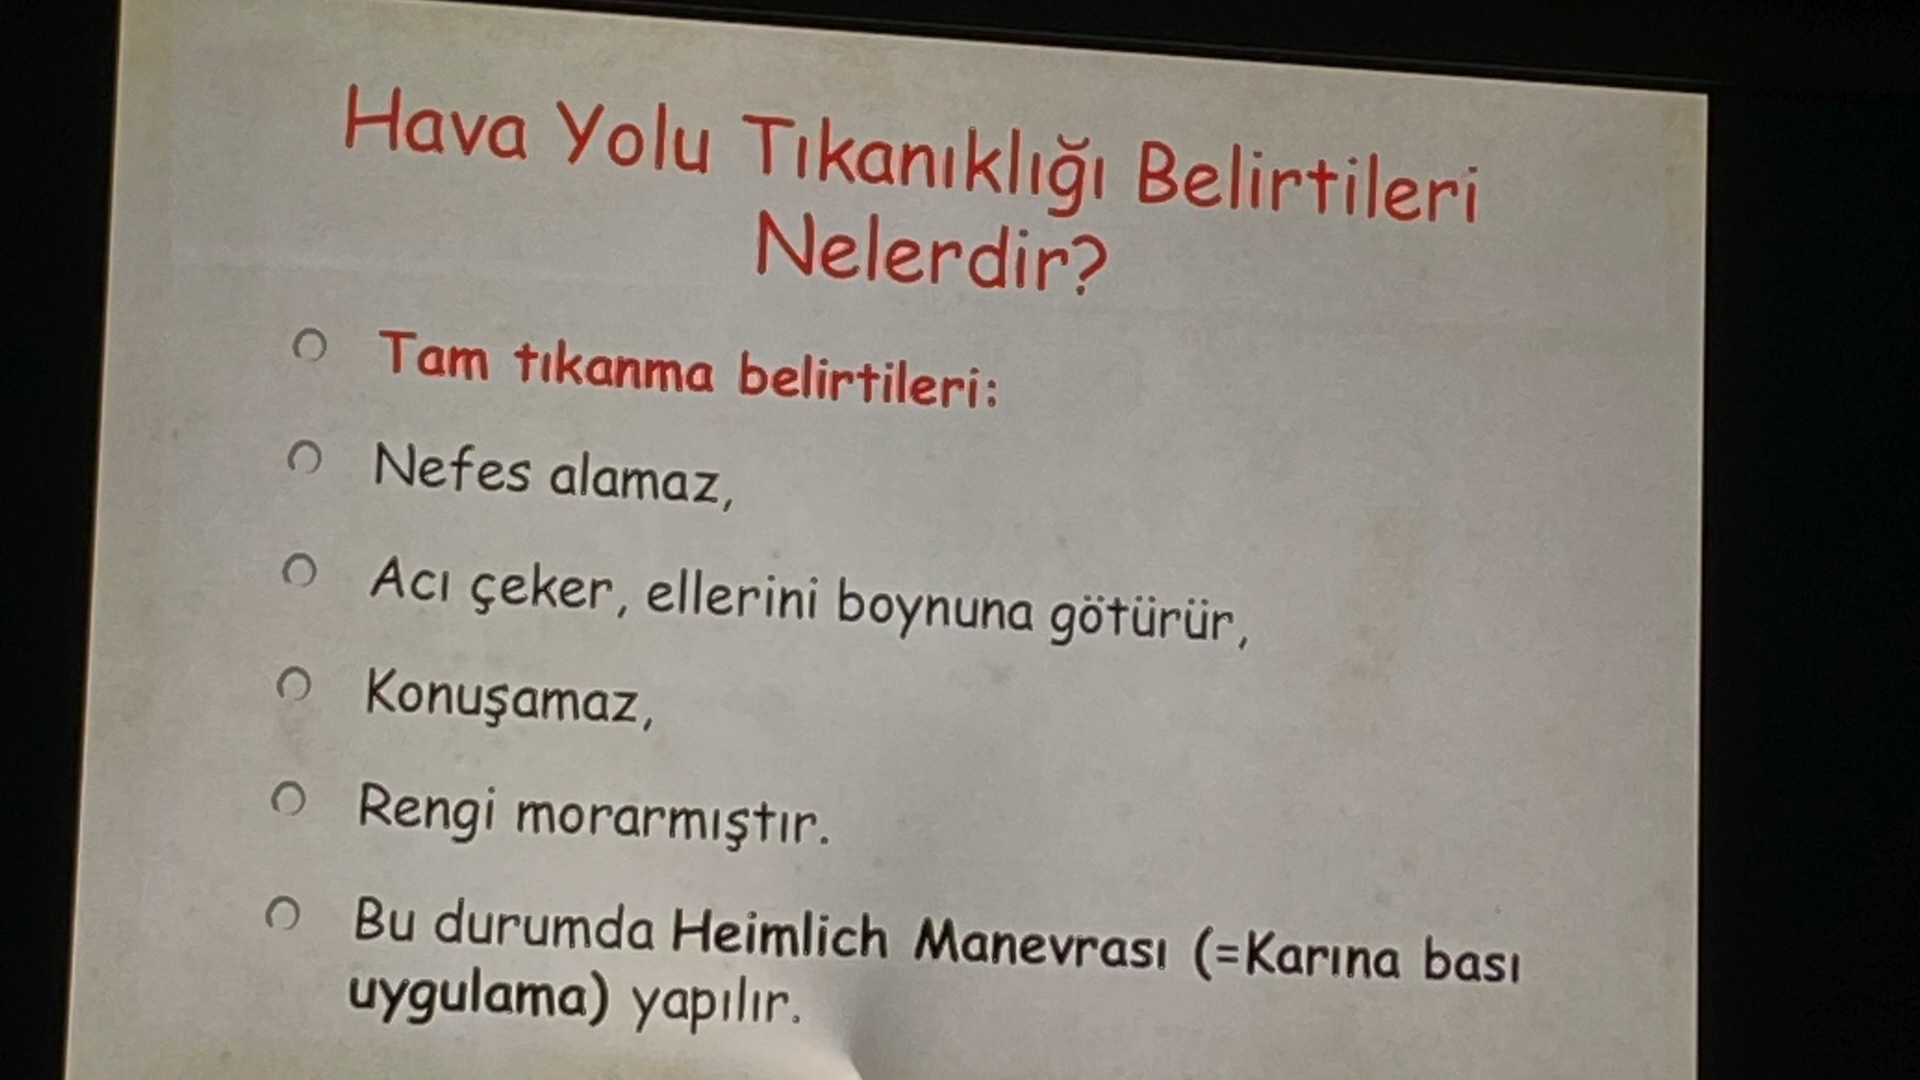 Hava Yolu Tıkanıklığı Belirtileri
Nelerdir?
Tam tıkanma belirtileri:
Nefes alamaz,
Acı çeker, ellerini boynuna götürür,
Konuşamaz,
Rengi morarmıştır.
Bu durumda Heimlich Manevrası (=Karına bası
uygulama) yapılır.